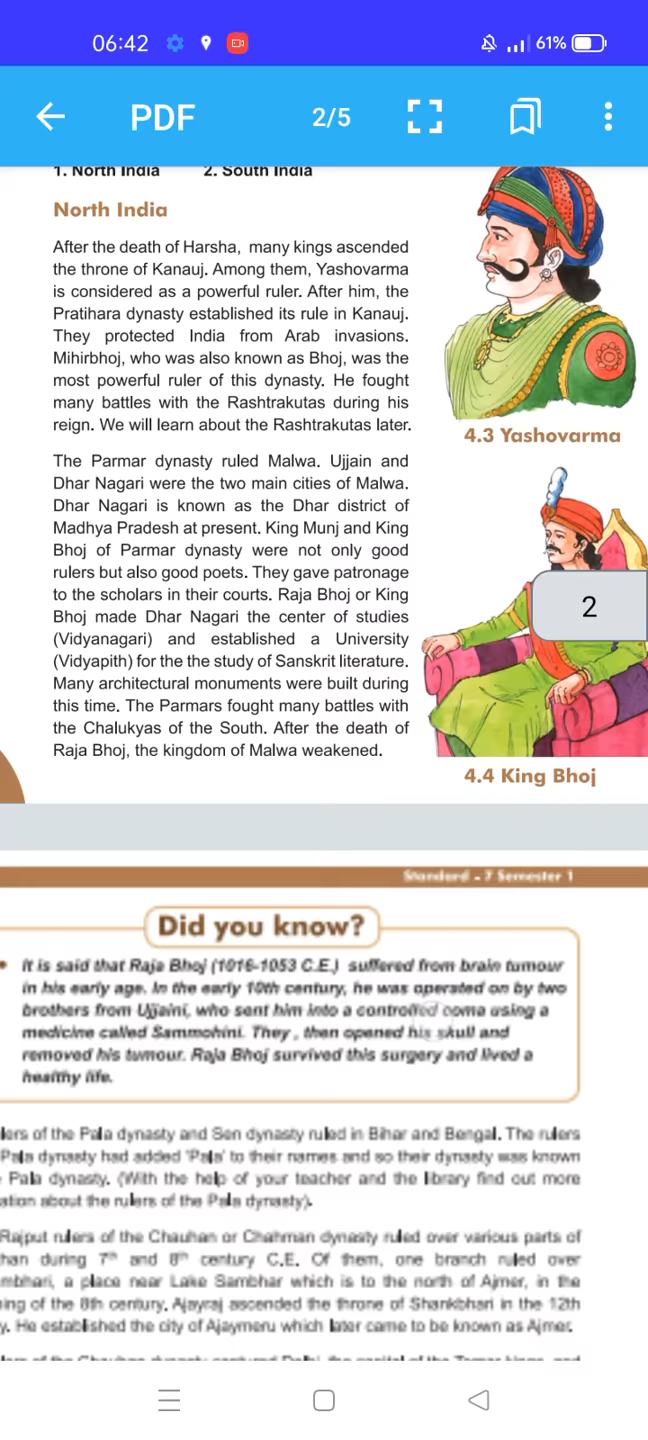 06:42
61%
PDF
2/5
1. North India 2. South India
North India
After the death of Harsha, many kings ascended
the throne of Kanauj. Among them, Yashovarma
is considered as a powerful ruler. After him, the
Pratihara dynasty established its rule in Kanauj.
They protected India from Arab invasions.
Mihirbhoj, who was also known as Bhoj, was the
most powerful ruler of this dynasty. He fought
many battles with the Rashtrakutas during his
reign. We will learn about the Rashtrakutas later.
4.3 Yashovarma
The Parmar dynasty ruled Malwa. Ujjain and
Dhar Nagari were the two main cities of Malwa.
Dhar Nagari is known as the Dhar district of
Madhya Pradesh at present. King Munj and King
Bhoj of Parmar dynasty were not only good
rulers but also good poets. They gave patronage
to the scholars in their courts. Raja Bhoj or King
Bhoj made Dhar Nagari the center of studies
(Vidyanagari) and established a University
(Vidyapith) for the the study of Sanskrit literature.
Many architectural monuments were built during
this time. The Parmars fought many battles with
the Chalukyas of the South. After the death of
Raja Bhoj, the kingdom of Malwa weakened.
2
4.4 King Bhoj
Standard - 7 Semester 1
Did you know?
• It is said that Raja Bhoj (1016-1053 C.E.) suffered from brain tumour
in his early age. In the early 10th century, he was operated on by two
brothers from Ujjaini, who sent him into a controlled coma using a
medicine called Sammohini. They , then opened his skull and
removed his tumour. Raja Bhoj survived this surgery and lived a
healthy life.
lers of the Pala dynasty and Sen dynasty ruled in Bihar and Bengal. The rulers
Pala dynasty had added 'Pala' to their names and so their dynasty was known
Pala dynasty. (With the help of your teacher and the library find out more
ation about the rulers of the Pala dynasty).
Rajput rulers of the Chauhan or Chahman dynasty ruled over various parts of
han during 7th and 8th century C.E. Of them, one branch ruled over
mbhari, a place near Lake Sambhar which is to the north of Ajmer, in the
ing of the 8th century. Ajayraj ascended the throne of Shankbhari in the 12th
y. He established the city of Ajaymeru which later came to be known as Ajmer.